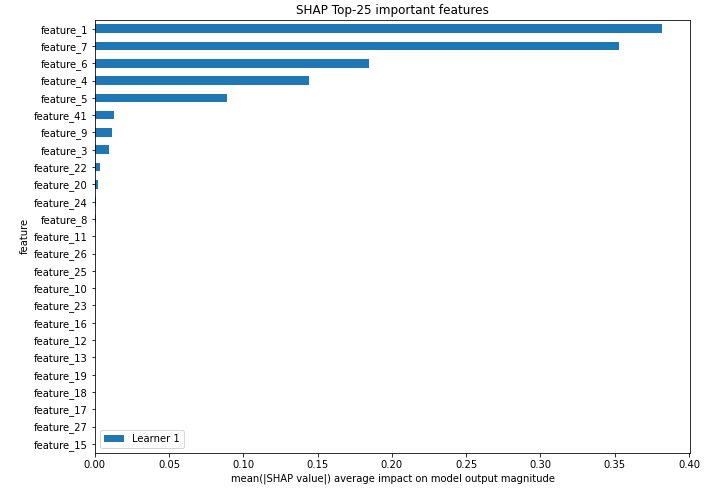 SHAP Top-25 important features
feature_1
feature_7
feature_6
feature_4
feature_5
feature_41
feature_9
feature_3
feature_22
feature_20
feature_24
feature_8
feature_11
feature_26
feature_25
feature_10
feature_23
feature_16
feature_12
feature_13
feature_19
feature_18
feature_17
feature_27
feature_15
feature
Learner 1
0.00 0.05 0.10 0.15 0.20 0.25 0.30 0.35 0.40
mean(|SHAP value|) average impact on model output magnitude